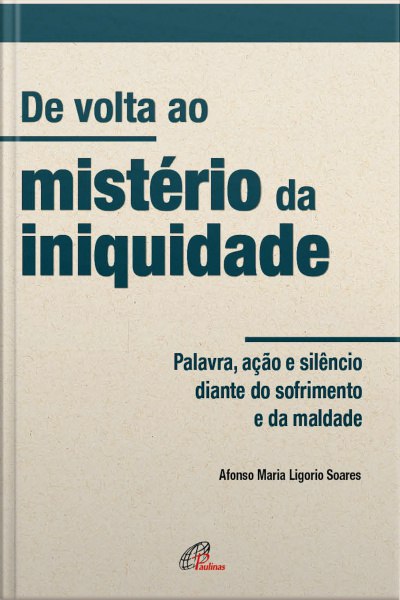 De volta ao
mistério da
iniquidade
Palavra, ação e silêncio
diante do sofrimento
e da maldade
Afonso Maria Ligorio Soares
Paulinas